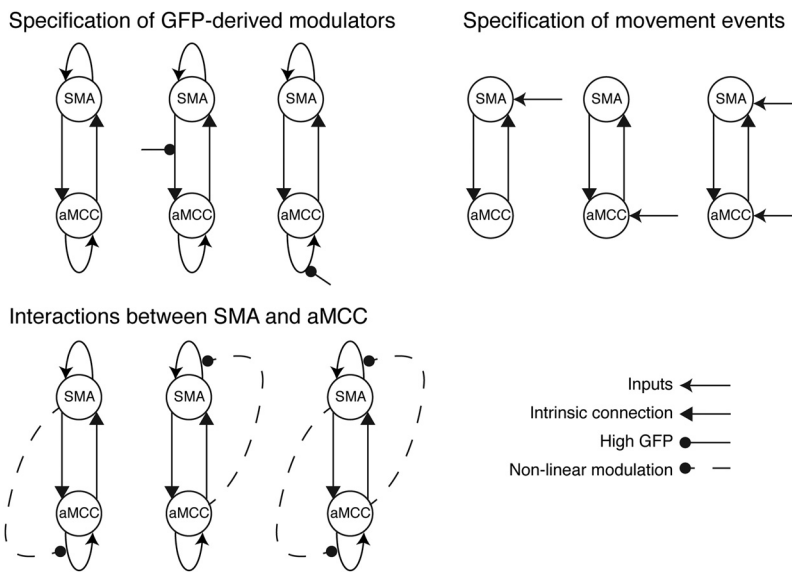 Specification of GFP-derived modulators
Specification of movement events
SMA
SMA
SMA
SMA
SMA
SMA
aMCC
aMCC
aMCC
aMCC
aMCC
aMCC
Interactions between SMA and aMCC
SMA
SMA
SMA
aMCC
aMCC
aMCC
Inputs
Intrinsic connection
High GFP
Non-linear modulation